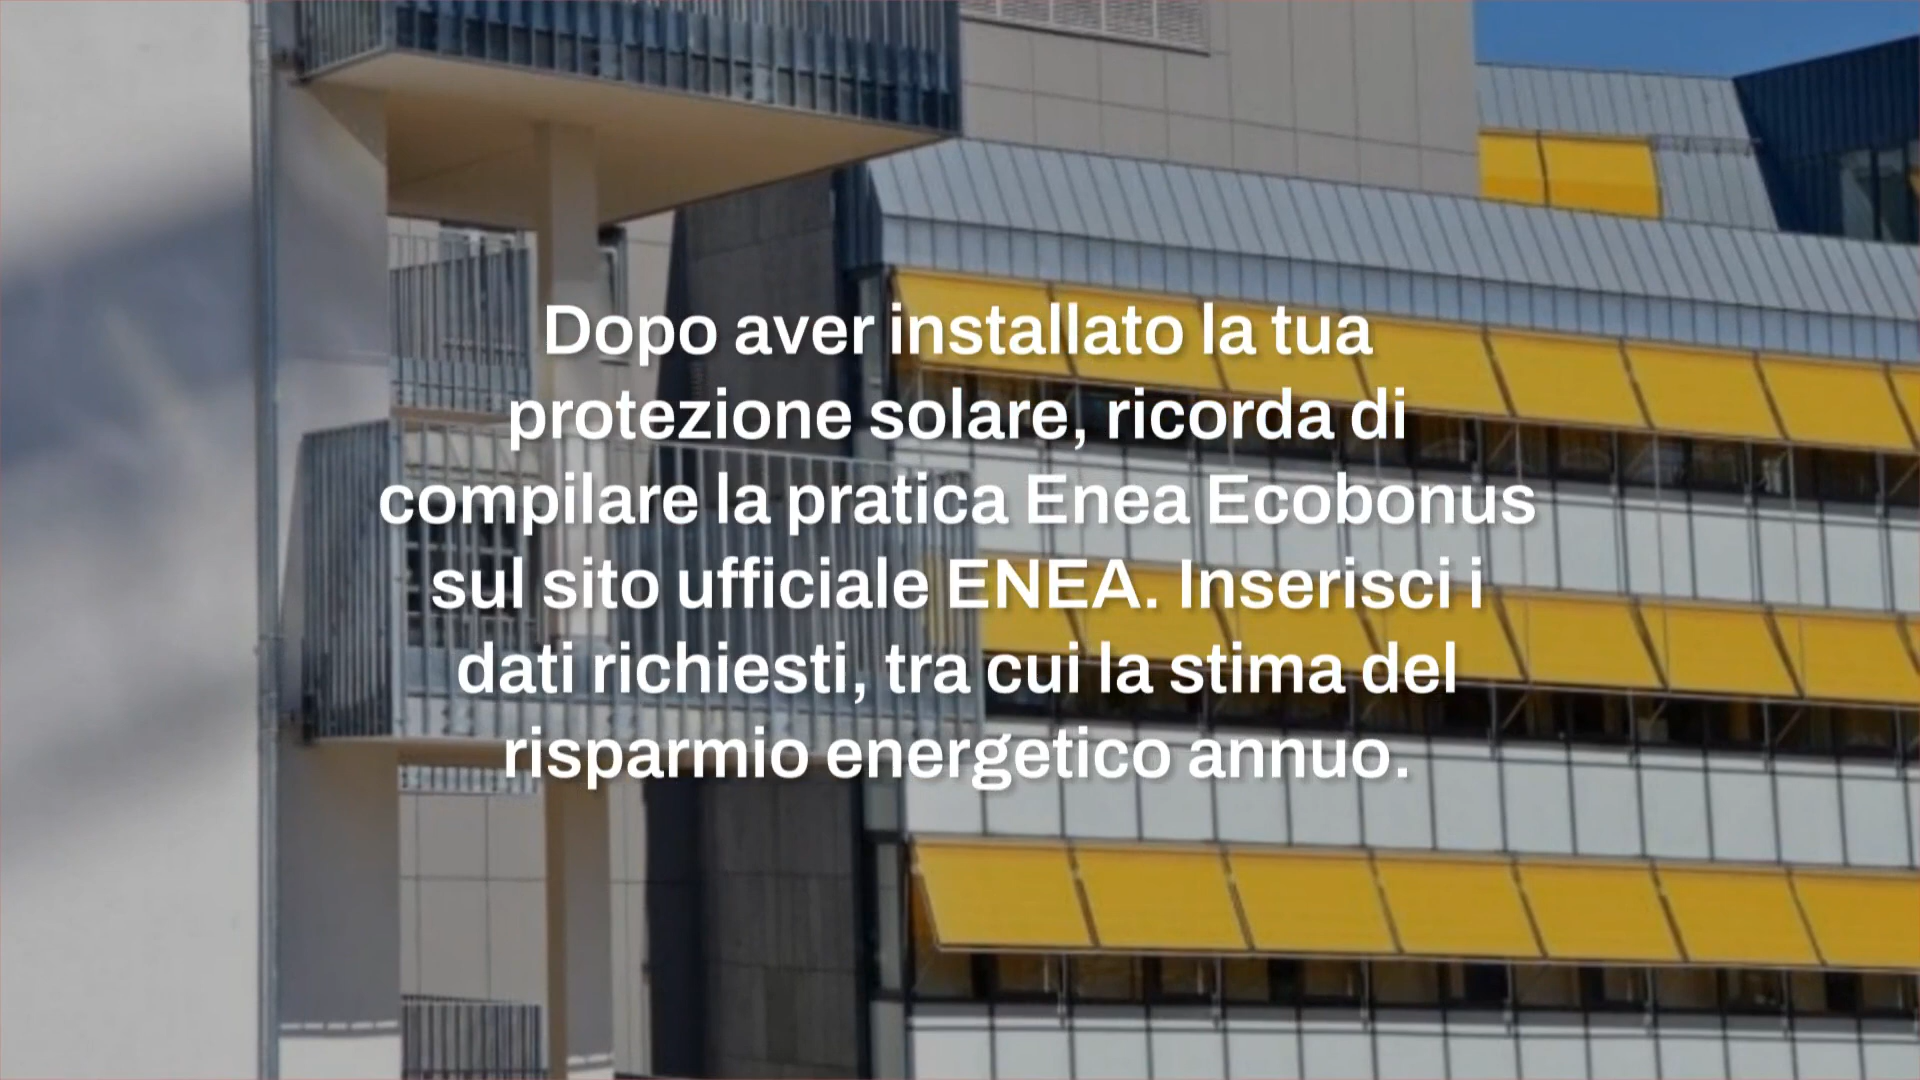 Dopo aver installato la tua
protezione solare, ricorda di
compilare la pratica Enea Ecobonus
sul sito ufficiale ENEA. Inserisci i
dati richiesti, tra cui la stima del
risparmio energetico annuo.